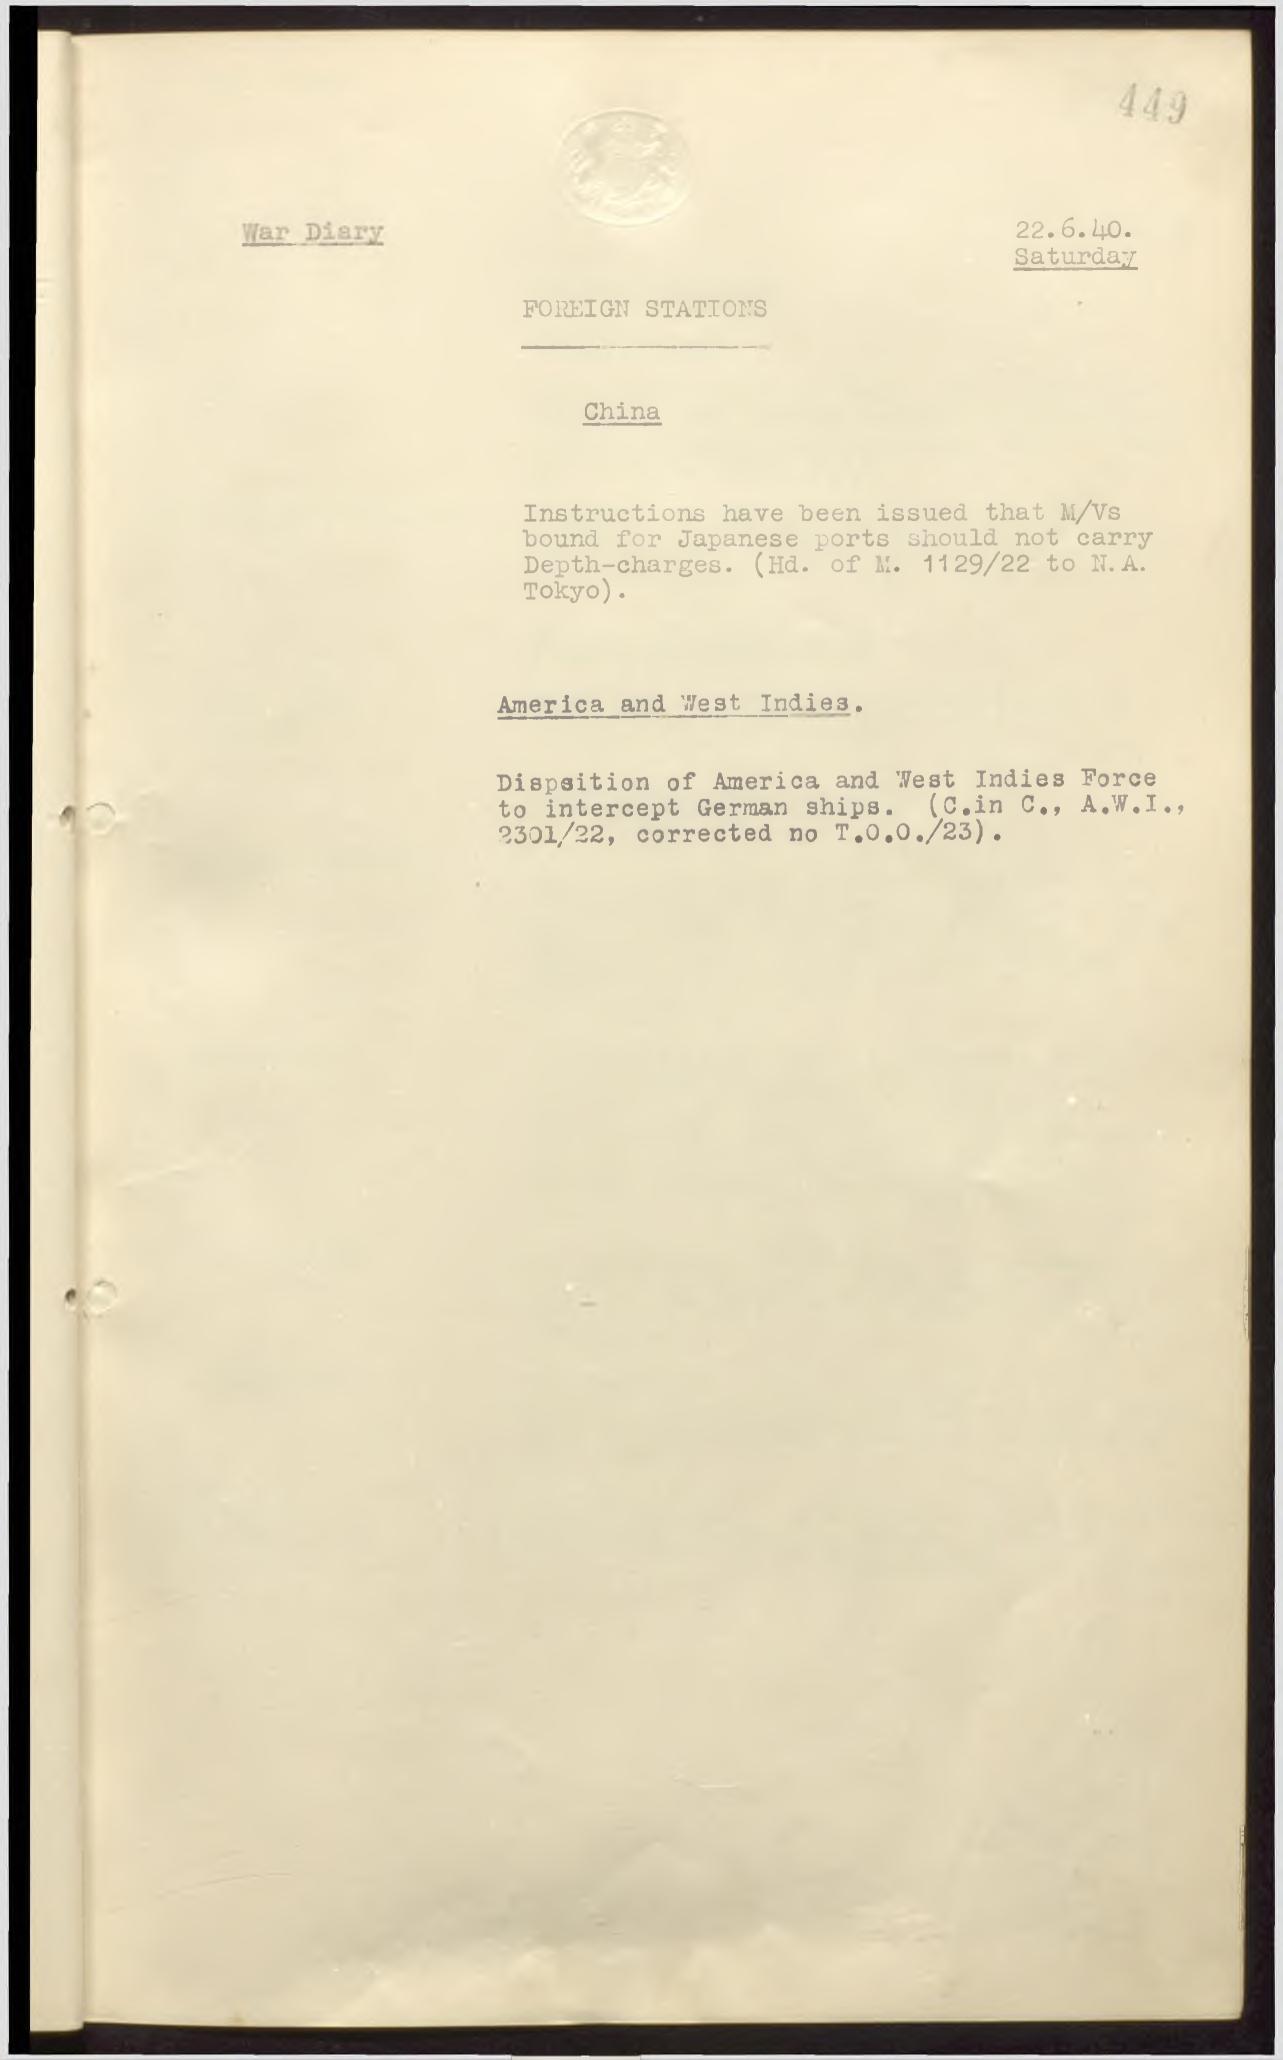 449
War Diary
22.6.40.
Saturday
FOREIGN STATIONS
China
Instructions have been issued that M/Vs
bound for Japanese ports should not carry
Depth-charges. (Hd. of M. 1129/22 to N.A.
Tokyo).
America and West Indies.
Dispsition of America and West Indies Force
to intercept German ships. (C.in C., A.W.I.,
2301/22, corrected no T.O.O./23).